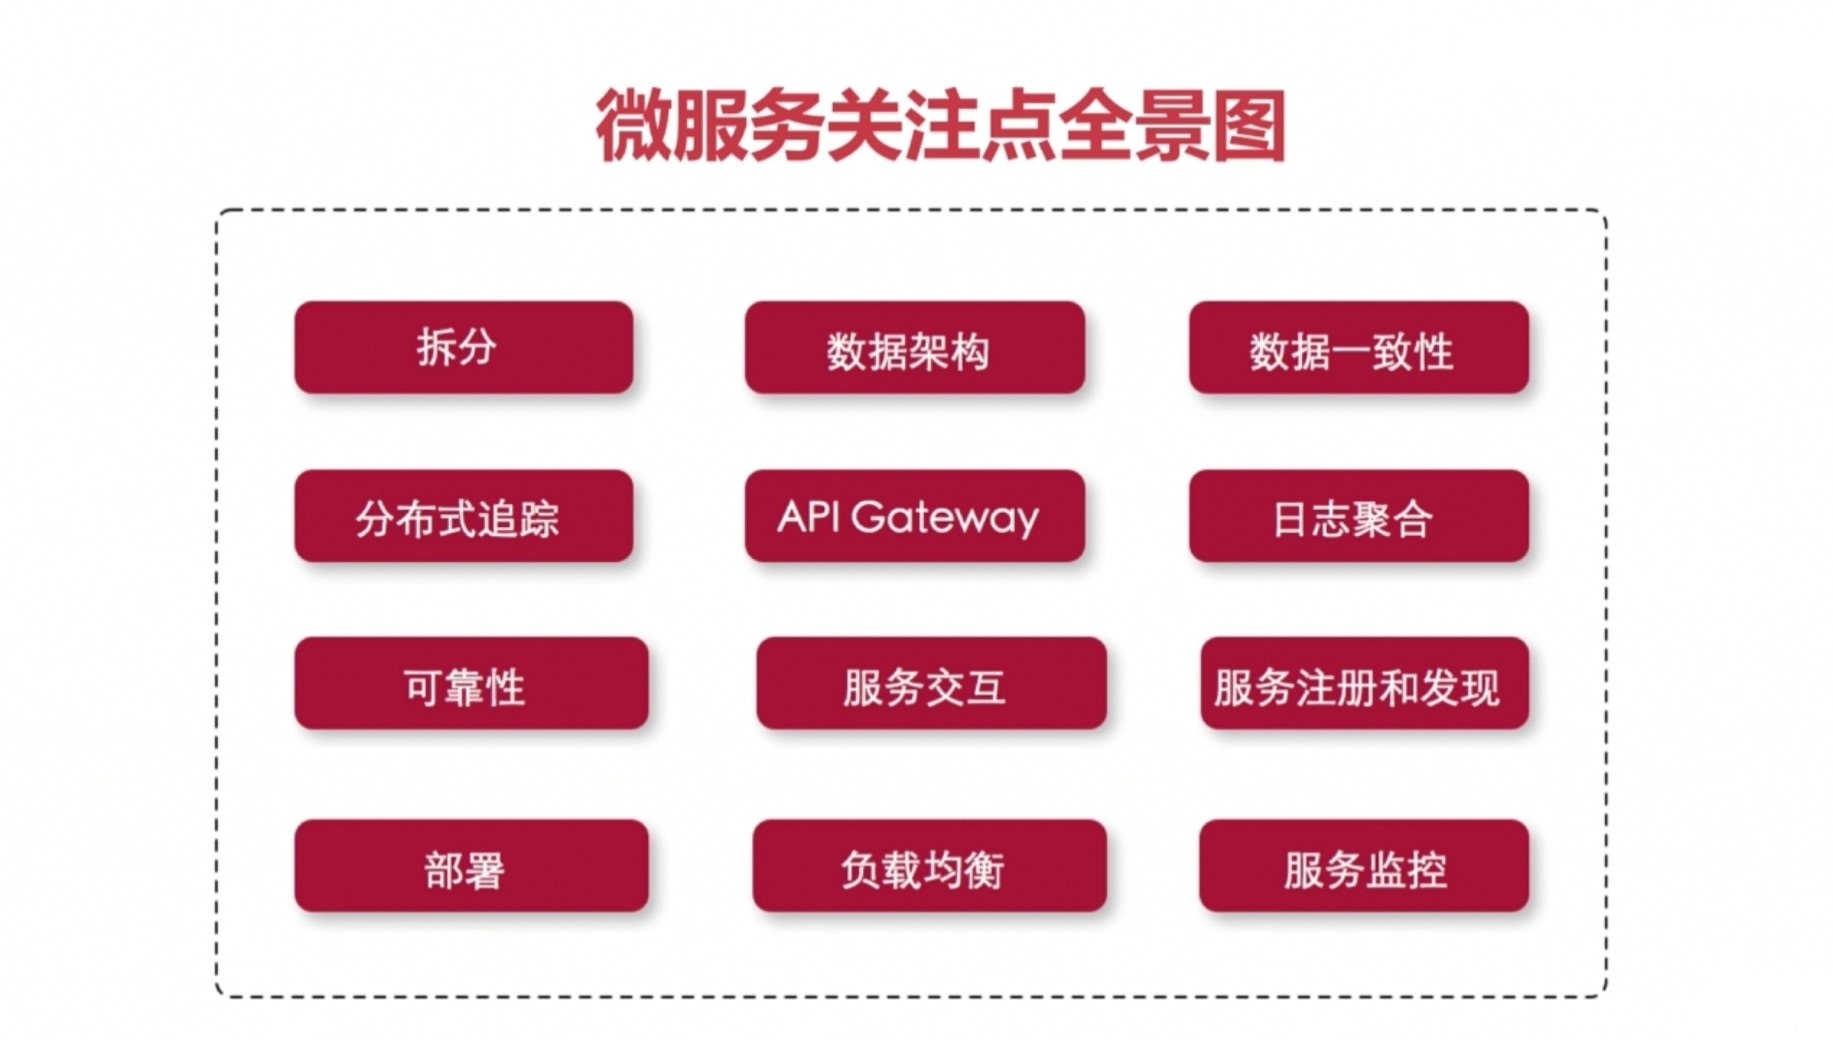 微服务关注点全景图
拆分
数据架构
数据一致性
分布式追踪
API Gateway
日志聚合
可靠性
服务交互
服务注册和发现
部署
负载均衡
服务监控